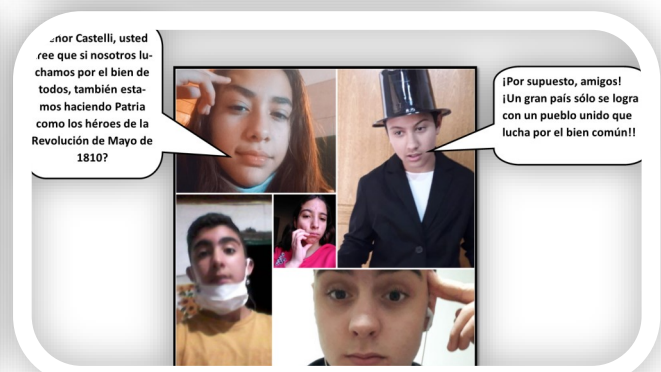 enor Castelli, usted
ree que si nosotros lu-
chamos por el bien de
todos, también esta-
mos haciendo Patria
como los héroes de la
Revolución de Mayo de
1810?
¡Por supuesto, amigos!
¡Un gran país sólo se logra
con un pueblo unido que
lucha por el bien común!!